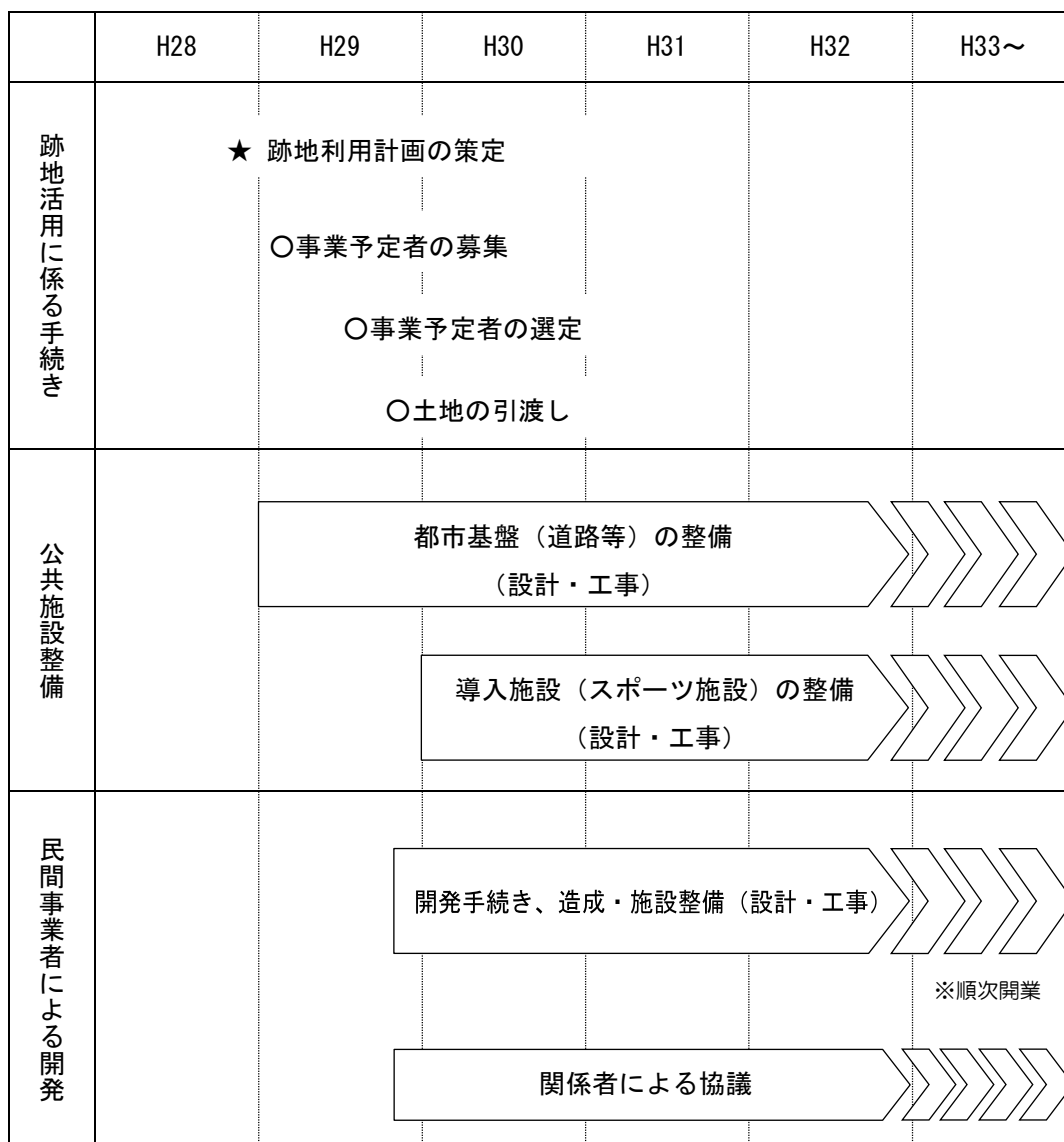 H28 H29 H30 H31 H32 H33～
跡地活用に係る手続き
★ 跡地利用計画の策定
○事業予定者の募集
○事業予定者の選定
○土地の引渡し
公共施設整備
都市基盤（道路等）の整備
（設計・工事）
導入施設（スポーツ施設）の整備
（設計・工事）
民間事業者による開発
開発手続き、造成・施設整備（設計・工事）
※順次開業
関係者による協議